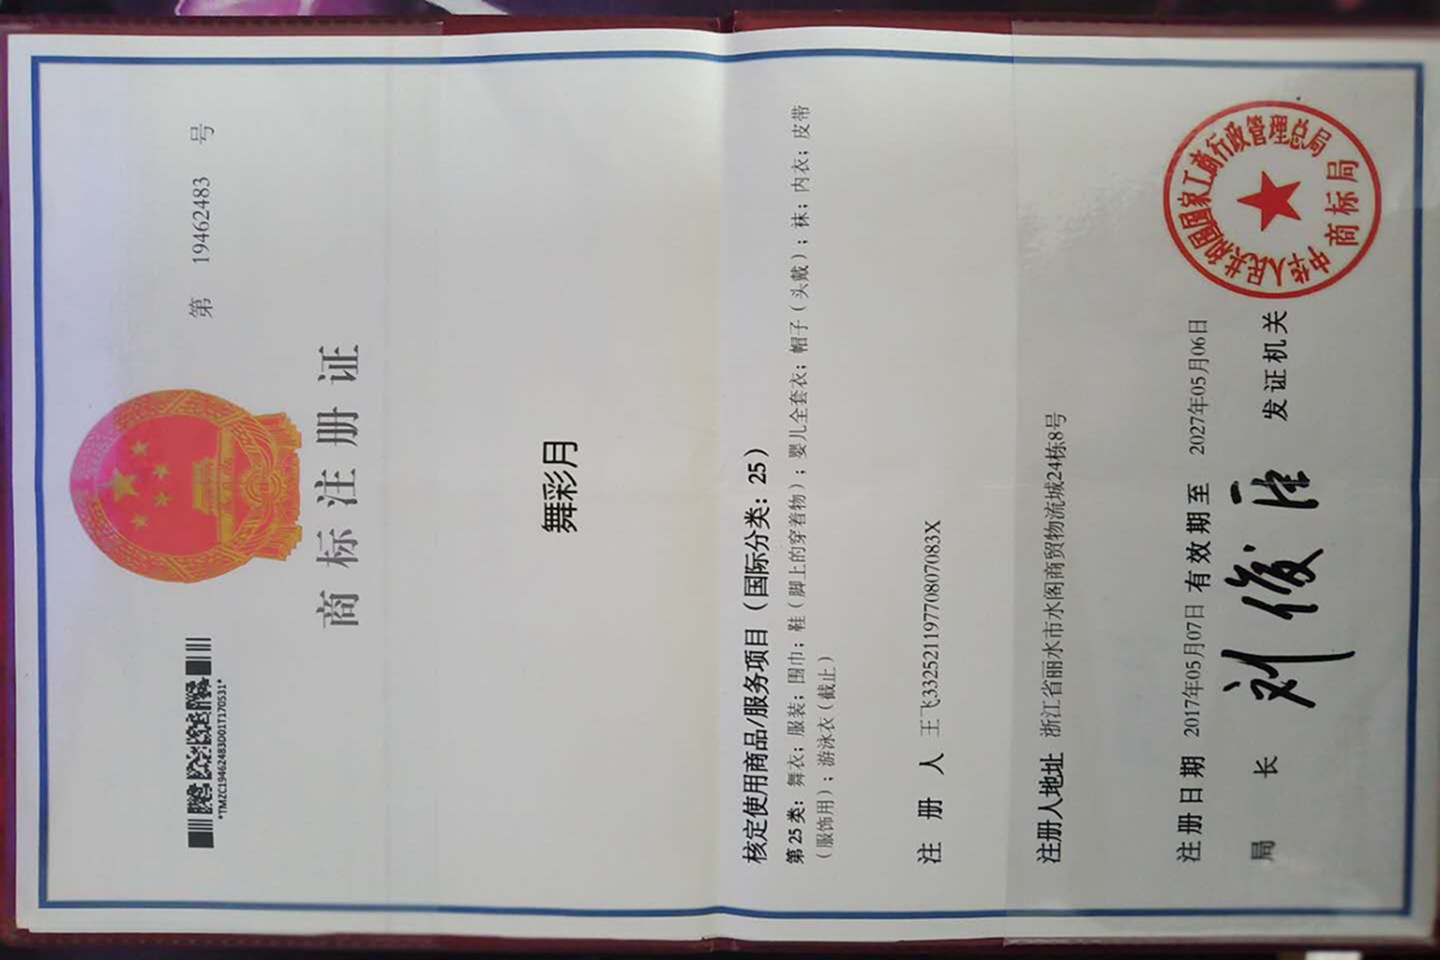 第 19462483 号
*TMZC19462483D01T170531*
商标注册证
舞彩月
核定使用商品/服务项目（国际分类：25）
第25类：舞衣；服装；围巾；鞋（脚上的穿着物）；婴儿全套衣；帽子（头戴）；袜；内衣；皮带
（服饰用）；游泳衣（截止）
注册人 王飞33252119770807083X
注册人地址 浙江省丽水市水阁商贸物流城24栋8号
注册日期 2017年05月07日 有效期至 2027年05月06日
局长 刘俊臣 发证机关
中华人民共和国国家工商行政管理总局
商标局